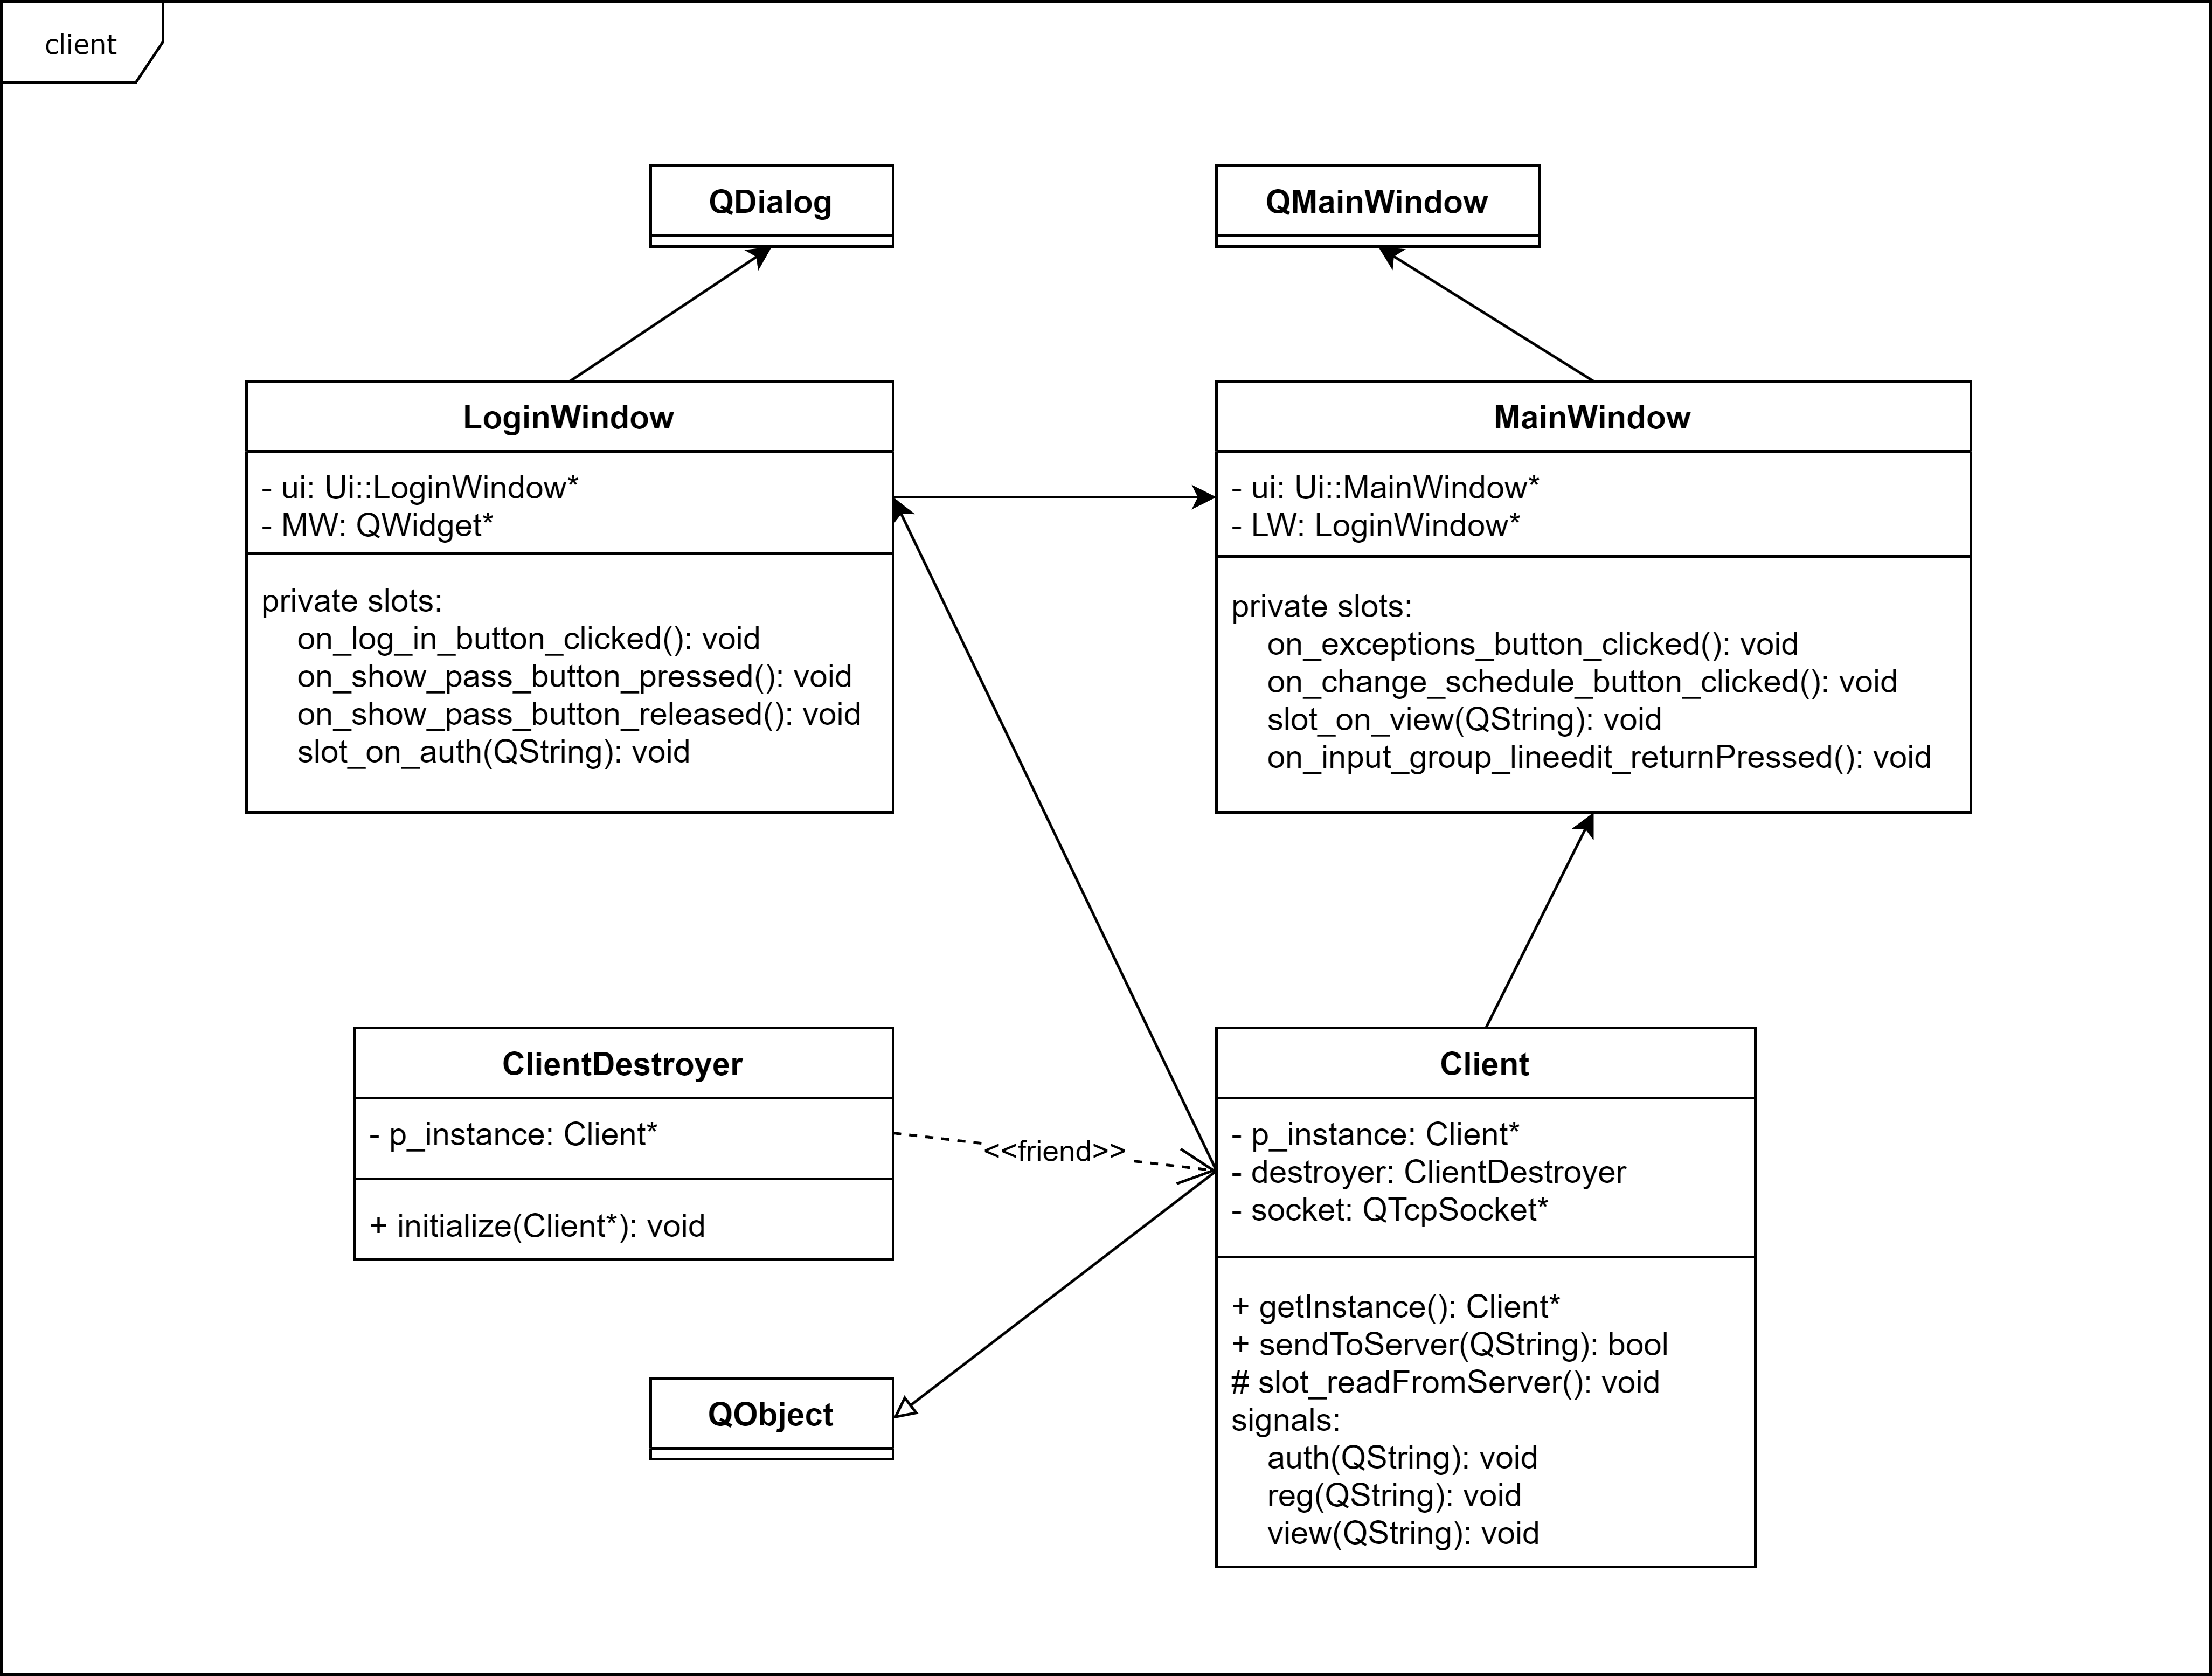 client
QDialog
QMainWindow
LoginWindow
- ui: Ui::LoginWindow*
- MW: QWidget*
private slots:
on_log_in_button_clicked(): void
on_show_pass_button_pressed(): void
on_show_pass_button_released(): void
slot_on_auth(QString): void
MainWindow
- ui: Ui::MainWindow*
- LW: LoginWindow*
private slots:
on_exceptions_button_clicked(): void
on_change_schedule_button_clicked(): void
slot_on_view(QString): void
on_input_group_lineedit_returnPressed(): void
ClientDestroyer
- p_instance: Client*
+ initialize(Client*): void
<<friend>>
Client
- p_instance: Client*
- destroyer: ClientDestroyer
- socket: QTcpSocket*
+ getInstance(): Client*
+ sendToServer(QString): bool
# slot_readFromServer(): void
signals:
auth(QString): void
reg(QString): void
view(QString): void
QObject